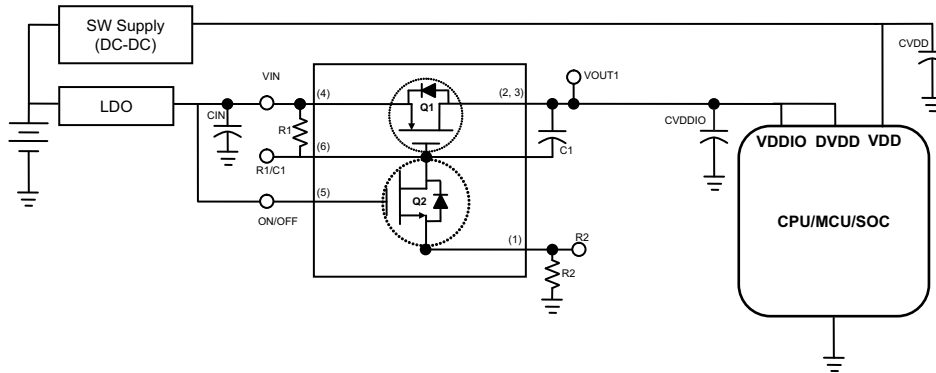 SW Supply
(DC-DC)
CVDD
VIN
VOUT1
LDO
(4)
(2, 3)
Q1
CIN
R1
CVDDIO
C1
VDDIO DVDD VDD
(6)
R1/C1
(5)
Q2
ON/OFF
CPU/MCU/SOC
(1)
R2
R2